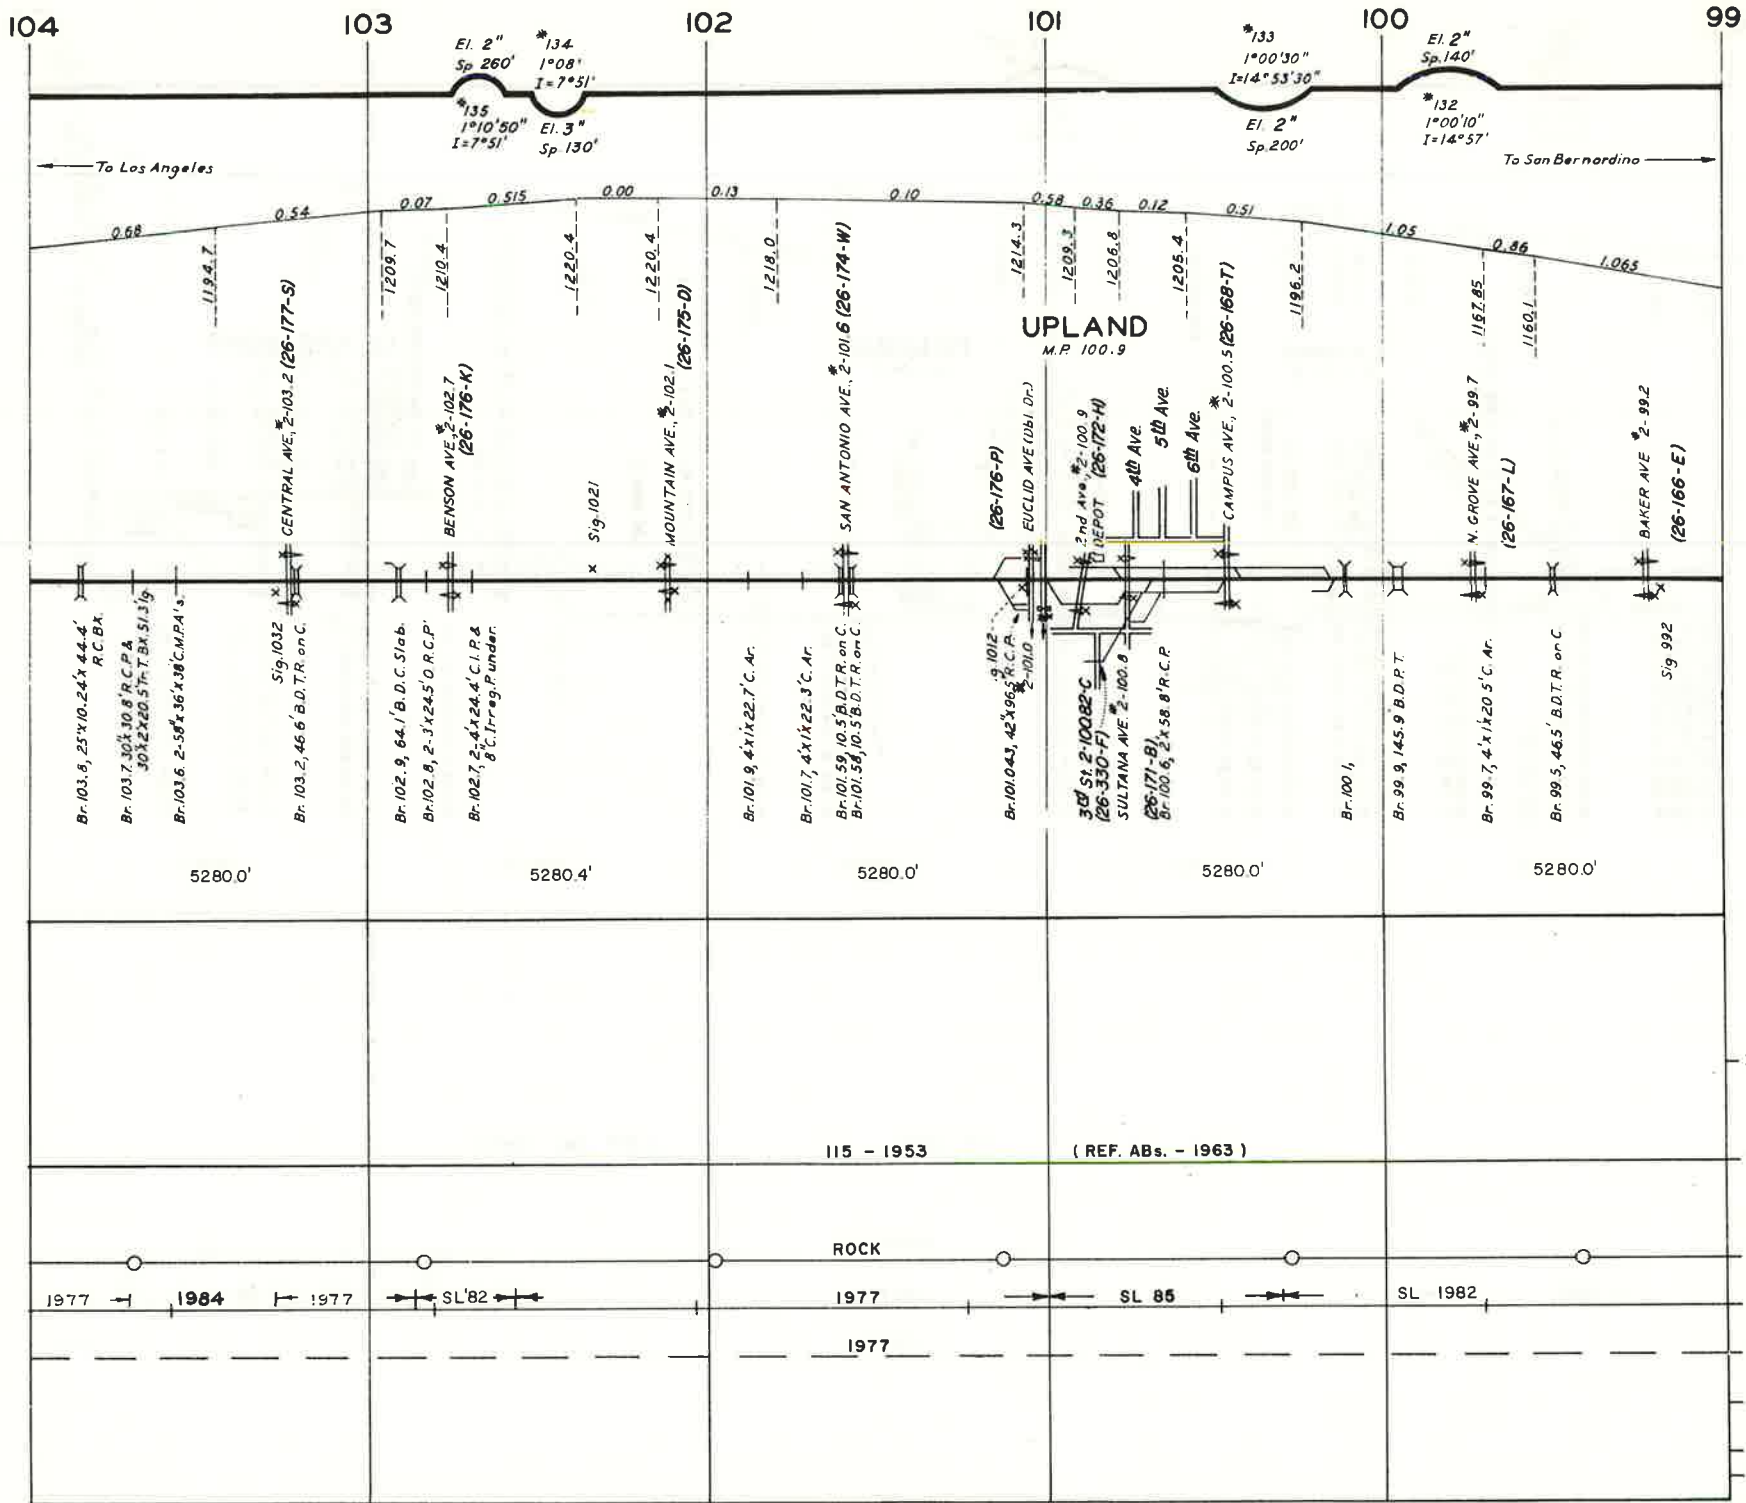 104 103 102 101 100 99
El. 2"
Sp 260'
#134
1°08'
I=7°51'
#135
1°10'50"
I=7°51'
El. 3"
Sp. 130'
#133
1°00'30"
I=14°53'30"
El. 2"
Sp. 200'
El. 2"
Sp. 140'
#132
1°00'10"
I=14°57'
To Los Angeles
To San Bernardino
0.68 0.54 0.07 0.515 0.00 0.13 0.10 0.58 0.36 0.12 0.51 1.05 0.86 1.065
1194.7
1209.7
1210.4
1220.4
1220.4
1218.0
1214.3
1209.3
1206.8
1205.4
1196.2
1167.85
1160.1
UPLAND
M.P. 100.9
CENTRAL AVE, #2-103.2 (26-177-S)
BENSON AVE, #2-102.7
(26-176-K)
Sig. 1021
MOUNTAIN AVE., #2-102.1
(26-175-D)
SAN ANTONIO AVE., #2-101.6 (26-174-W)
(26-176-P)
EUCLID AVE (Dbl. Dr.)
2nd Ave., #2-100.9
DEPOT (26-172-H)
4th Ave.
5th Ave.
6th Ave.
CAMPUS AVE., #2-100.5 (26-168-T)
N. GROVE AVE., #2-99.7
(26-167-L)
BAKER AVE #2-99.2
(26-166-E)
Br. 103.8, 25'x10.24'x44.4'
R.C. BX.
Br. 103.7. 30"x30.8' R.C.P. &
30"x2'x20.5' Tr. T. BX 51.31g.
Br. 103.6. 2-58"x36"x38' C.M.P.A's.
Sig. 1032
Br. 103.2, 46.6' B.D.T.R. on C.
Br. 102.9, 64.1' B.D.C. Slab.
Br. 102.8, 2-3'x24.5' O.R.C.P.
Br. 102.7, 2-4'x24.4' C.I.P. &
8" C. Irreg. P. under.
Br. 101.9, 4'x1'x22.7' C. Ar.
Br. 101.7, 4'x1'x22.3' C. Ar.
Br. 101.59, 10.5' B.D.T.R. on C.
Br. 101.58, 10.5' B.D.T.R. on C.
.g. 1012
Br. 101.043, 42"x96.5' R.C.P.
#2-101.0
3rd St. 2-100.82-C
(26-330-F)
SULTANA AVE. #2-100.8
(26-171-B)
Br. 100.6, 2'x58.8' R.C.P.
Br. 100 1,
Br. 99.9, 145.9' B.D.P.T.
Br. 99.7, 4'x1'x20.5' C. Ar.
Br. 99.5, 46.5' B.D.T.R. on C.
Sig 992
5280.0' 5280.4' 5280.0' 5280.0' 5280.0'
115 - 1953 (REF. ABs. - 1963)
ROCK
1977 1984 1977 SL'82 1977 SL 85 SL 1982
1977